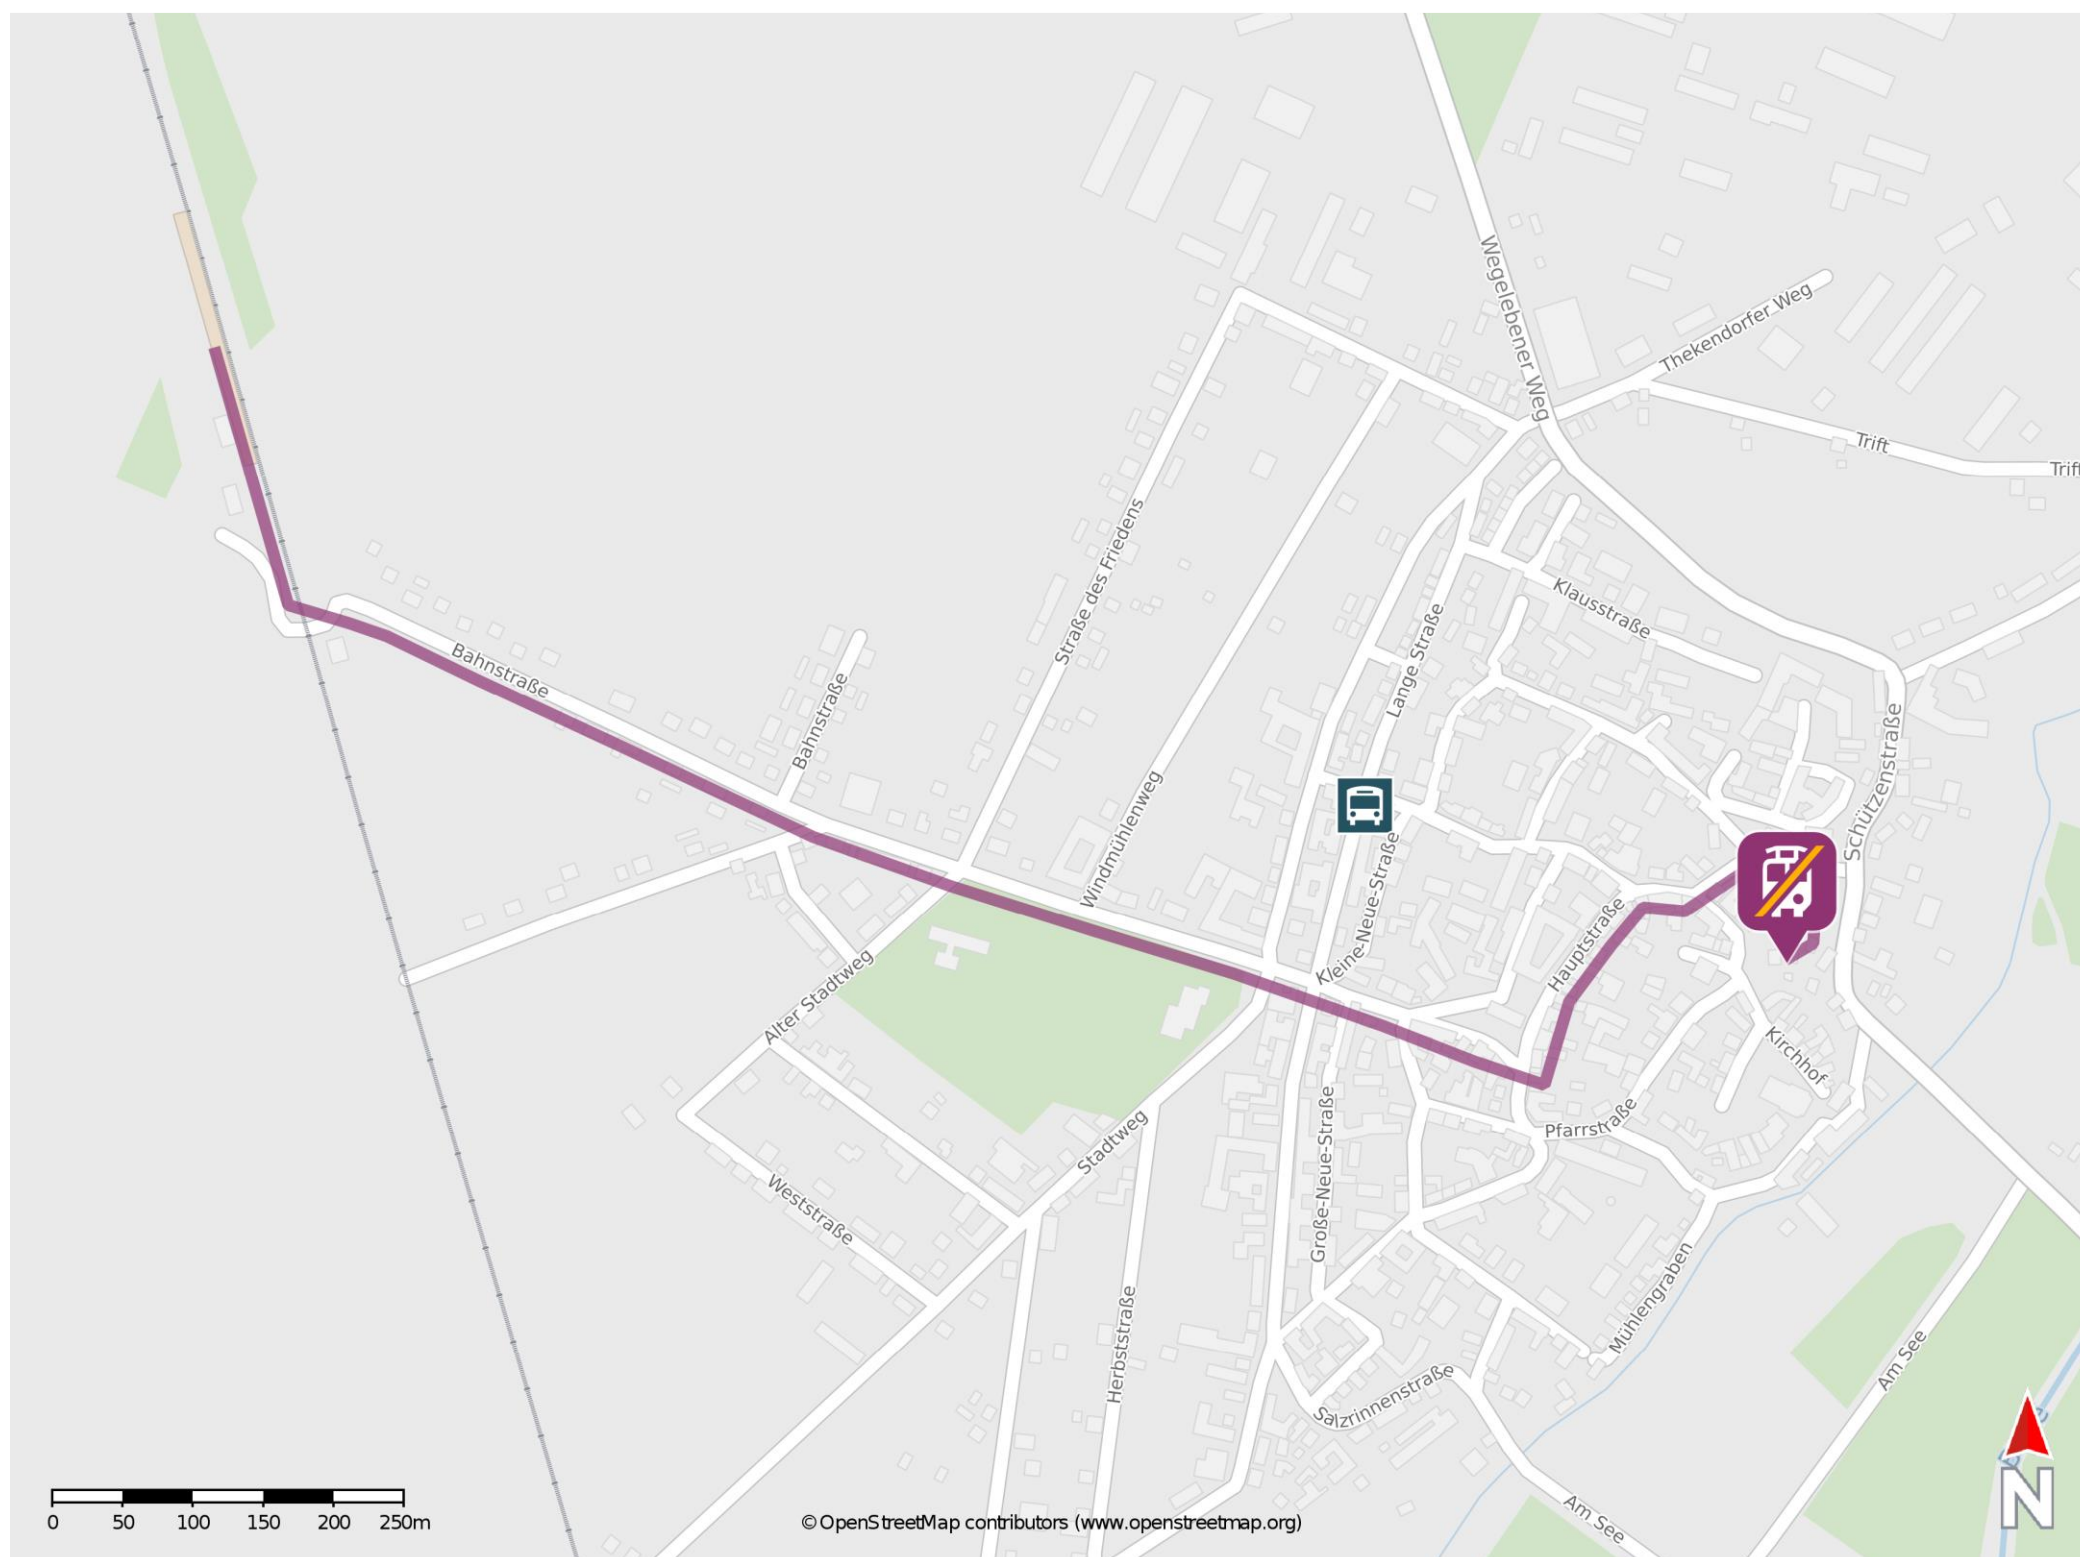 Wegelebener Weg
Thekendorfer Weg
Trift
Trift
Straße des Friedens
Klausstraße
Lange Straße
Bahnstraße
Bahnstraße
Schützenstraße
Windmühlenweg
Kleine-Neue-Straße
Hauptstraße
Alter Stadtweg
Kirchhof
Pfarrstraße
Stadtweg
Große-Neue-Straße
Weststraße
Mühlengraben
Herbststraße
Am See
Salzrinnenstraße
Am See
N
0 50 100 150 200 250m
© OpenStreetMap contributors (www.openstreetmap.org)